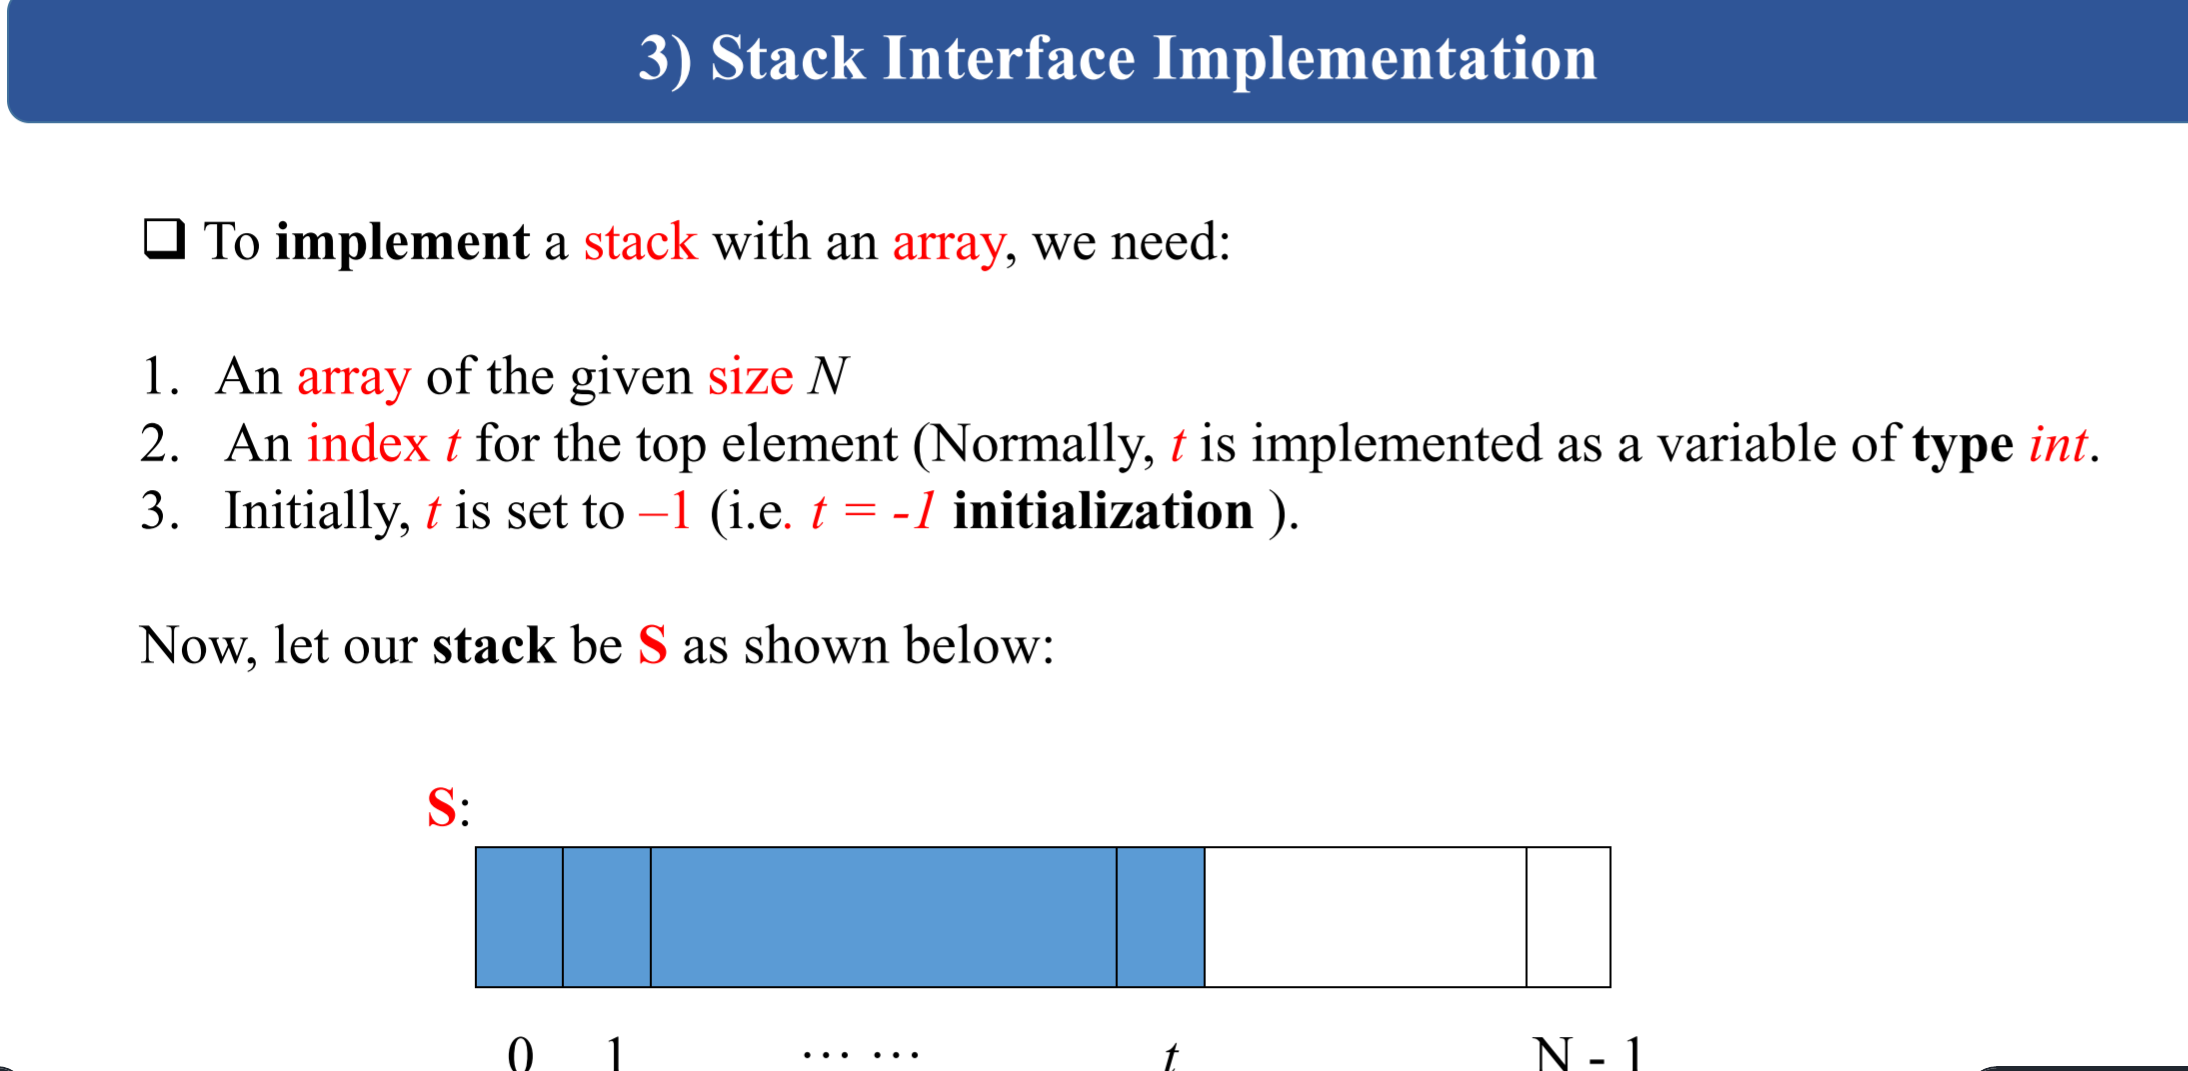 3) Stack Interface Implementation
❑ To implement a stack with an array, we need:
1. An array of the given size N
2. An index t for the top element (Normally, t is implemented as a variable of type int.
3. Initially, t is set to –1 (i.e. t = -1 initialization ).
Now, let our stack be S as shown below:
S:
0 1 ... ... t N - 1